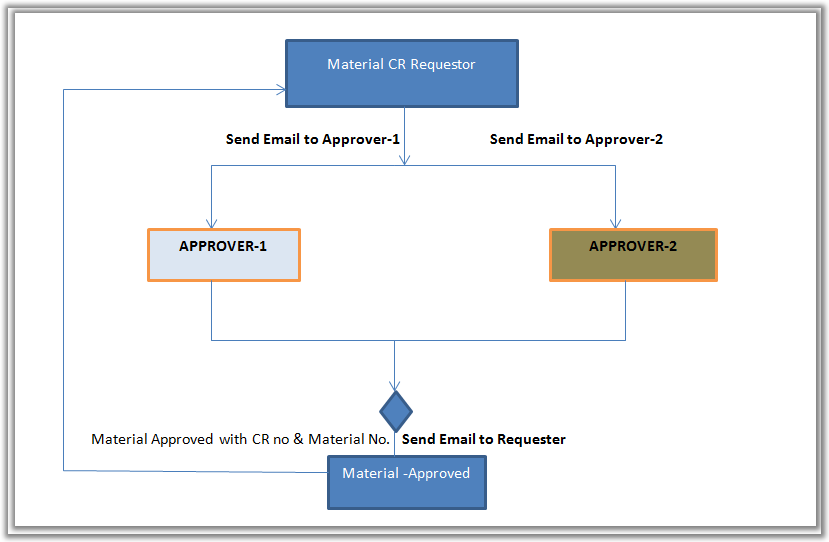 Material CR Requestor
Send Email to Approver-1
Send Email to Approver-2
APPROVER-1
APPROVER-2
Material Approved with CR no & Material No.
Send Email to Requester
Material -Approved